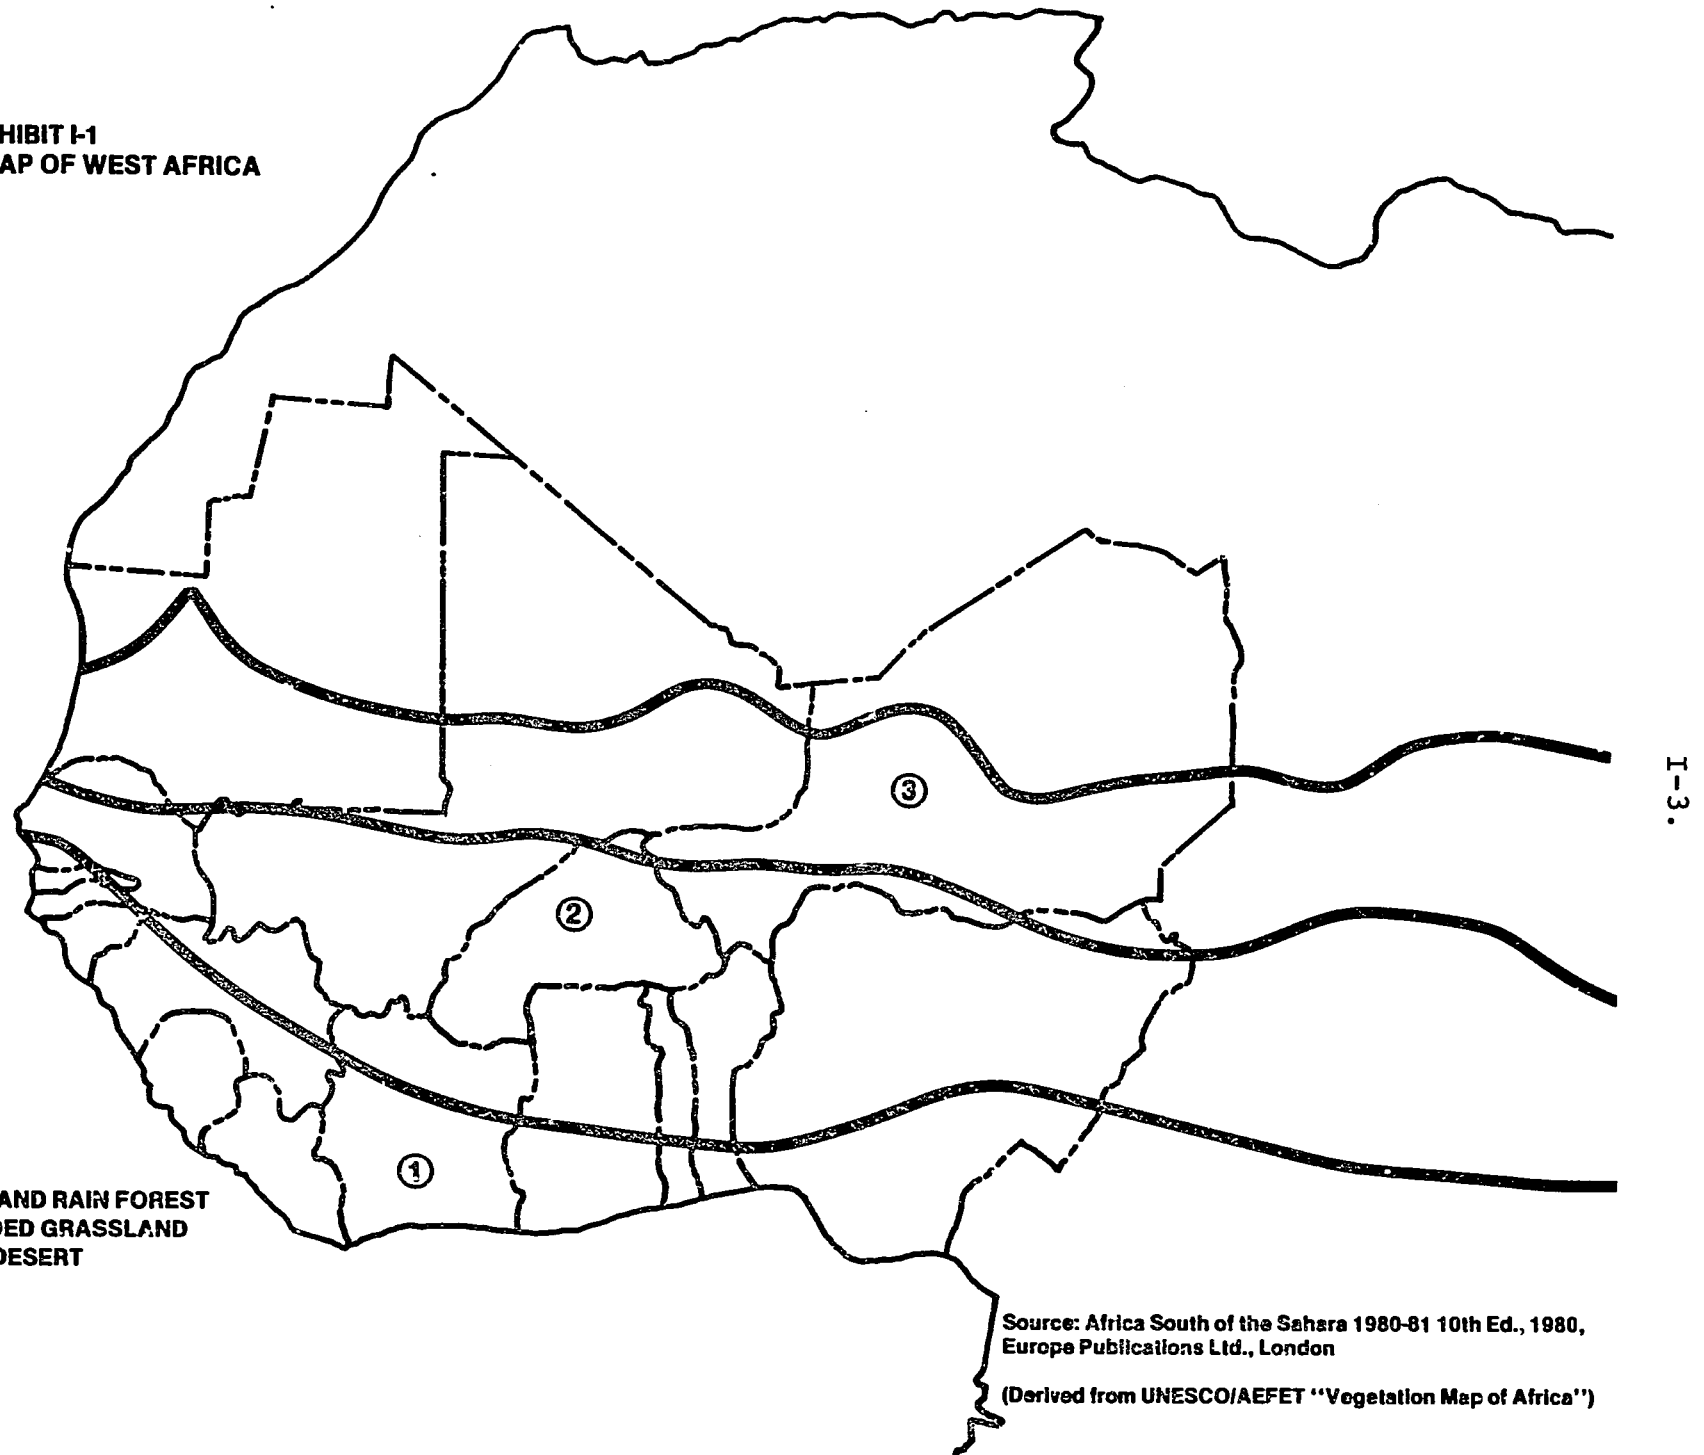 HIBIT I-1
AP OF WEST AFRICA
I-3.
③
②
①
AND RAIN FOREST
DED GRASSLAND
DESERT
Source: Africa South of the Sahara 1980-81 10th Ed., 1980,
Europe Publications Ltd., London
(Derived from UNESCO/AEFET "Vegetation Map of Africa")